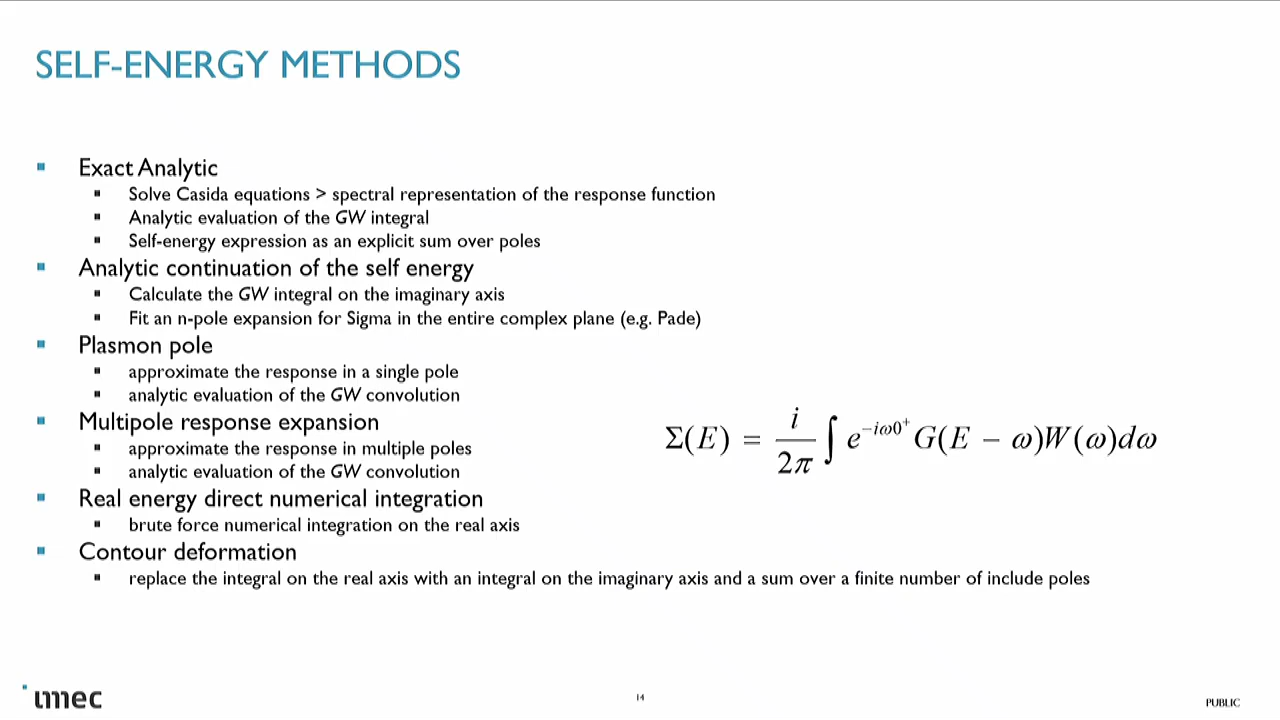 SELF-ENERGY METHODS
Exact Analytic
Solve Casida equations > spectral representation of the response function
Analytic evaluation of the GW integral
Self-energy expression as an explicit sum over poles
Analytic continuation of the self energy
Calculate the GW integral on the imaginary axis
Fit an n-pole expansion for Sigma in the entire complex plane (e.g. Pade)
Plasmon pole
approximate the response in a single pole
analytic evaluation of the GW convolution
Multipole response expansion
approximate the response in multiple poles
analytic evaluation of the GW convolution
Real energy direct numerical integration
brute force numerical integration on the real axis
Contour deformation
replace the integral on the real axis with an integral on the imaginary axis and a sum over a finite number of include poles
Σ(E) = i/2π ∫ e^{−iω0⁺} G(E − ω)W(ω)dω
imec
14
PUBLIC